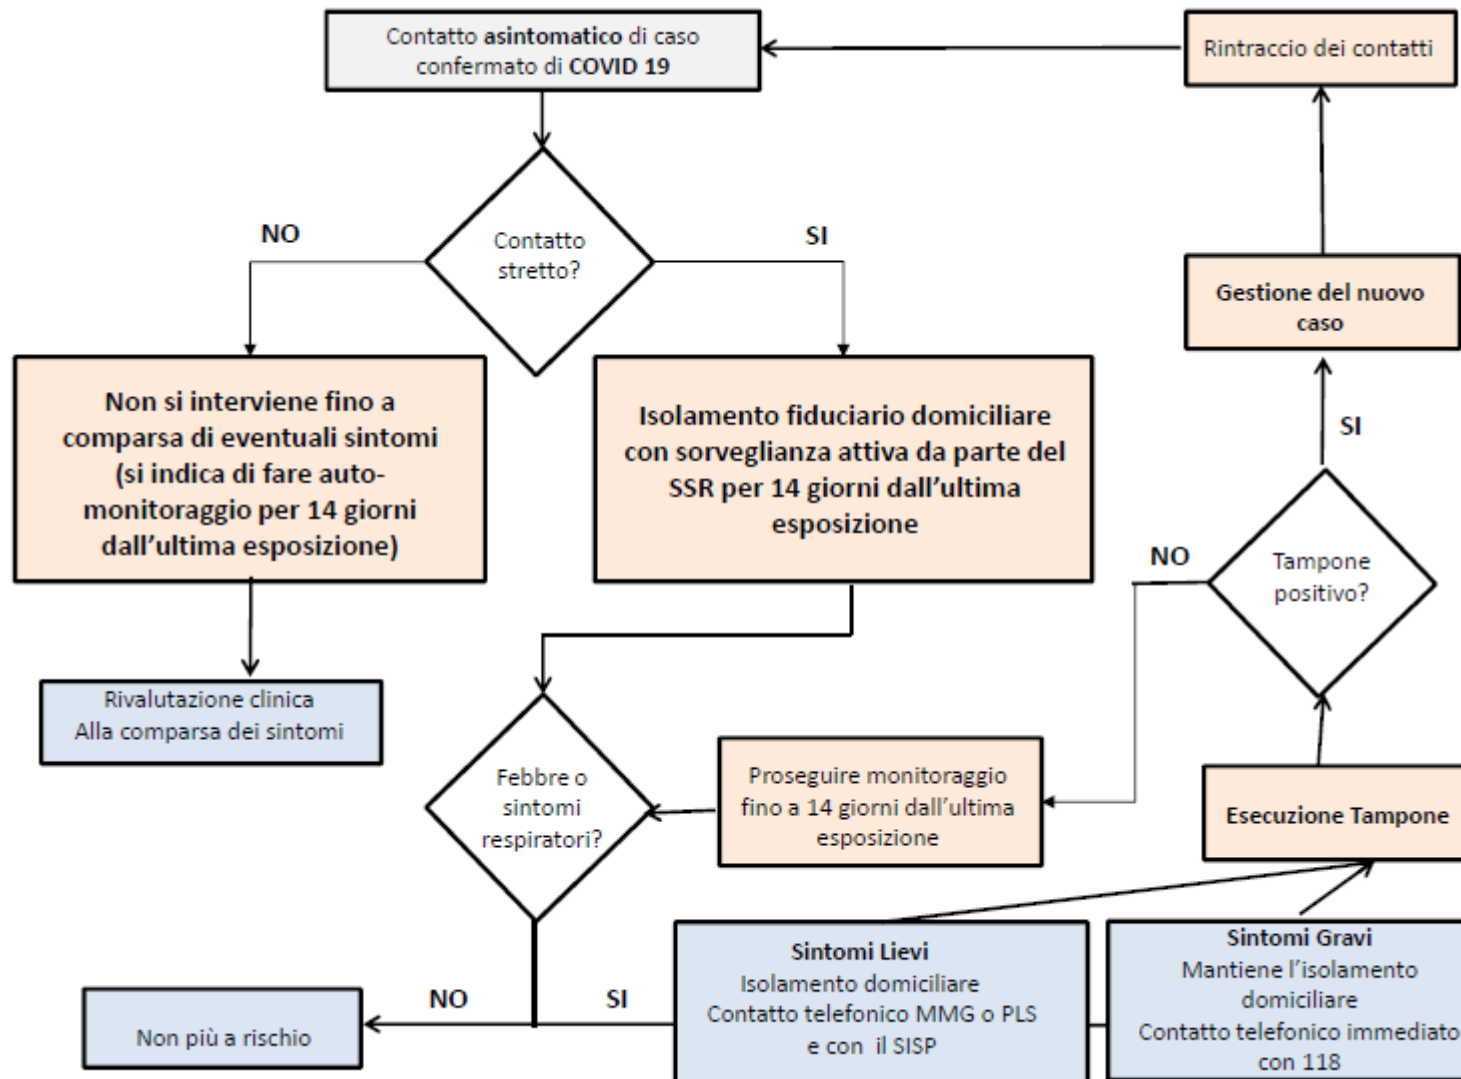 Contatto asintomatico di caso
confermato di COVID 19
Rintraccio dei contatti
Contatto
stretto?
NO
SI
Gestione del nuovo
caso
Non si interviene fino a
comparsa di eventuali sintomi
(si indica di fare auto-
monitoraggio per 14 giorni
dall'ultima esposizione)
Isolamento fiduciario domiciliare
con sorveglianza attiva da parte del
SSR per 14 giorni dall'ultima
esposizione
SI
NO
Tampone
positivo?
Rivalutazione clinica
Alla comparsa dei sintomi
Febbre o
sintomi
respiratori?
Proseguire monitoraggio
fino a 14 giorni dall'ultima
esposizione
Esecuzione Tampone
NO
SI
Non più a rischio
Sintomi Lievi
Isolamento domiciliare
Contatto telefonico MMG o PLS
e con il SISP
Sintomi Gravi
Mantiene l'isolamento
domiciliare
Contatto telefonico immediato
con 118